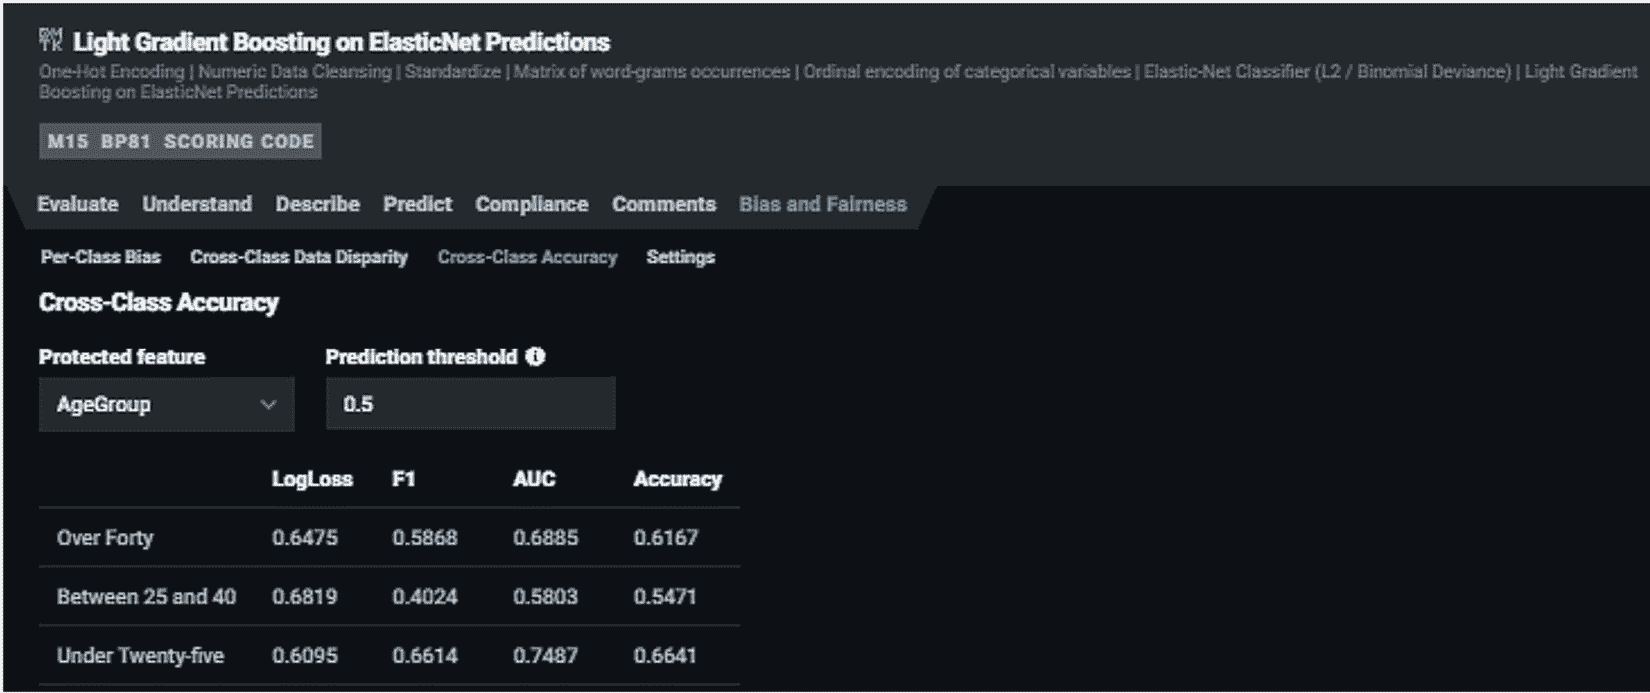 DM
TK
Light Gradient Boosting on ElasticNet Predictions
One-Hot Encoding | Numeric Data Cleansing | Standardize | Matrix of word-grams occurrences | Ordinal encoding of categorical variables | Elastic-Net Classifier (L2 / Binomial Deviance) | Light Gradient
Boosting on ElasticNet Predictions
M15 BP81 SCORING CODE
Evaluate Understand Describe Predict Compliance Comments Bias and Fairness
Per-Class Bias Cross-Class Data Disparity Cross-Class Accuracy Settings
Cross-Class Accuracy
Protected feature Prediction threshold
AgeGroup 0.5
LogLoss F1 AUC Accuracy
Over Forty 0.6475 0.5868 0.6885 0.6167
Between 25 and 40 0.6819 0.4024 0.5803 0.5471
Under Twenty-five 0.6095 0.6614 0.7487 0.6641